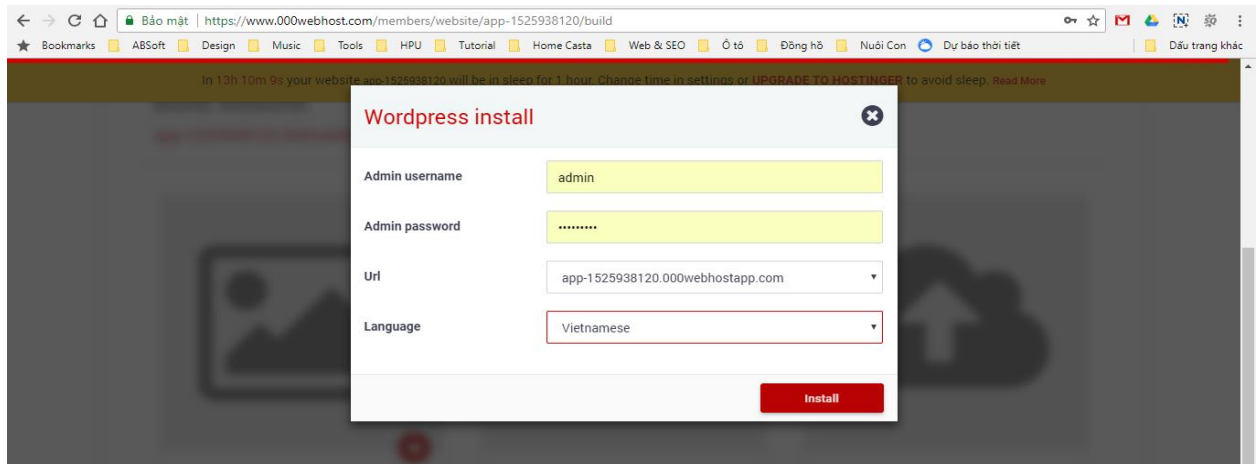 Bảo mật | https://www.000webhost.com/members/website/app-1525938120/build
Bookmarks ABSoft Design Music Tools HPU Tutorial Home Casta Web & SEO Ô tô Đồng hồ Nuôi Con Dự báo thời tiết Dấu trang khác
In 13h 10m 9s your website app-1525938120 will be in sleep for 1 hour. Change time in settings or UPGRADE TO HOSTINGER to avoid sleep. Read More
Wordpress install
Admin username admin
Admin password •••••••••
Url app-1525938120.000webhostapp.com
Language Vietnamese
Install